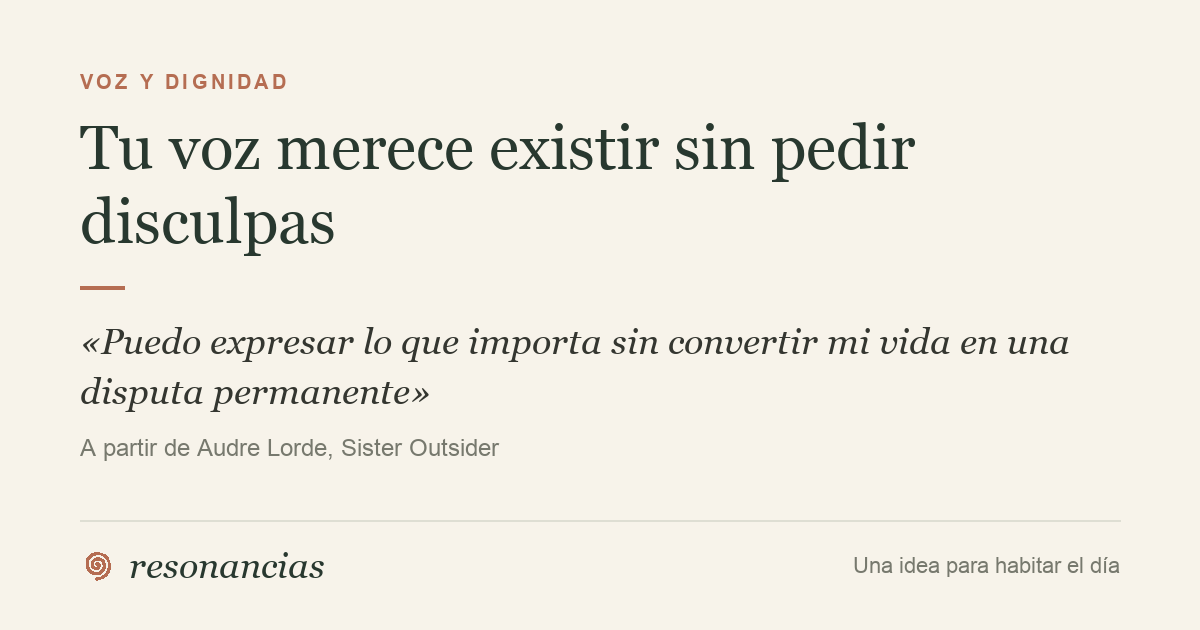 VOZ Y DIGNIDAD
Tu voz merece existir sin pedir
disculpas
«Puedo expresar lo que importa sin convertir mi vida en una
disputa permanente»
A partir de Audre Lorde, Sister Outsider
resonancias
Una idea para habitar el día